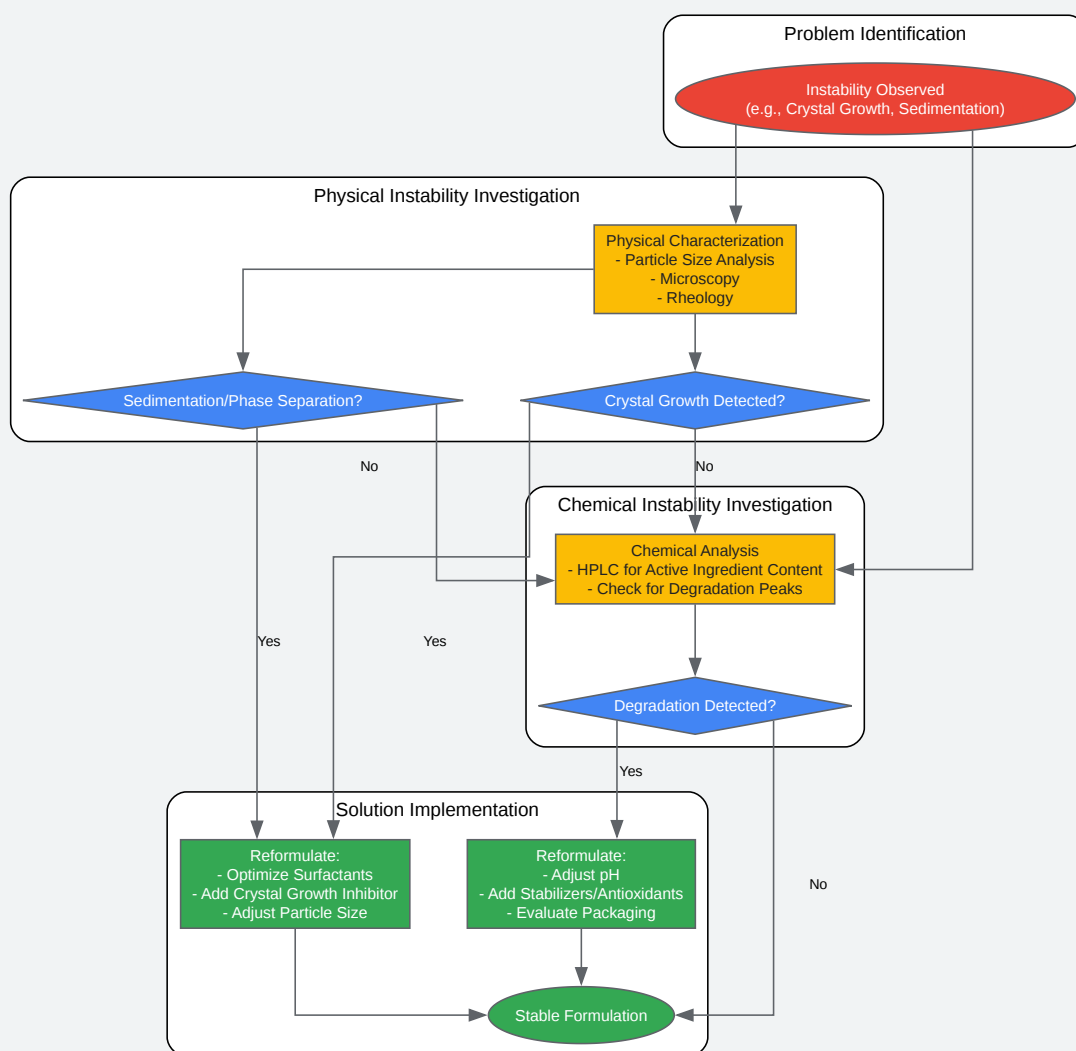 Problem Identification
Instability Observed
(e.g., Crystal Growth, Sedimentation)
Physical Instability Investigation
Physical Characterization
- Particle Size Analysis
- Microscopy
- Rheology
Sedimentation/Phase Separation?
Crystal Growth Detected?
No
No
Chemical Instability Investigation
Chemical Analysis
- HPLC for Active Ingredient Content
- Check for Degradation Peaks
Yes
Yes
Degradation Detected?
Yes
Solution Implementation
Reformulate:
- Optimize Surfactants
- Add Crystal Growth Inhibitor
- Adjust Particle Size
Reformulate:
- Adjust pH
- Add Stabilizers/Antioxidants
- Evaluate Packaging
No
Stable Formulation